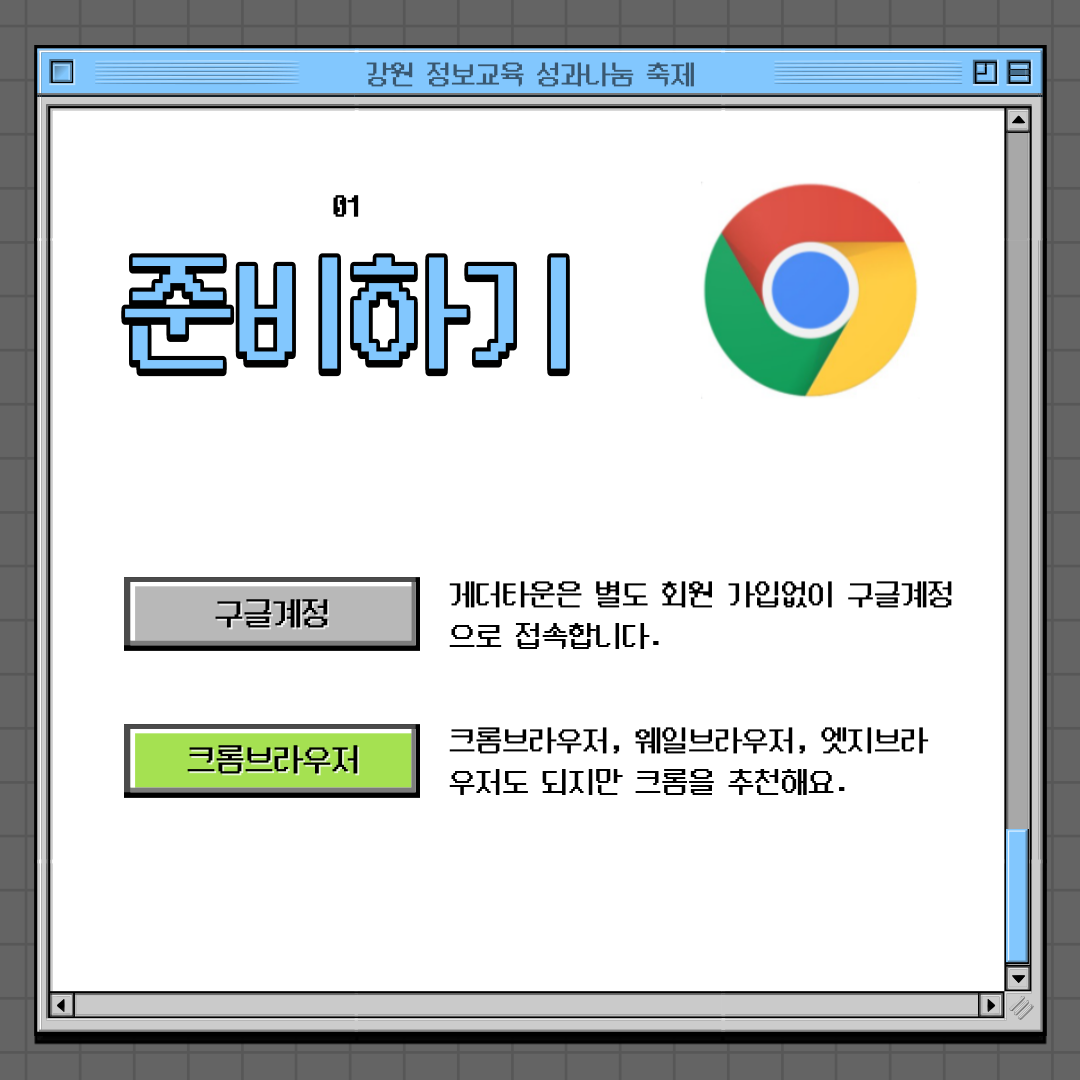 강원 정보교육 성과나눔 축제
01
준비하기
구글계정
게더타운은 별도 회원 가입없이 구글계정
으로 접속합니다.
크롬브라우저
크롬브라우저, 웨일브라우저, 엣지브라
우저도 되지만 크롬을 추천해요.